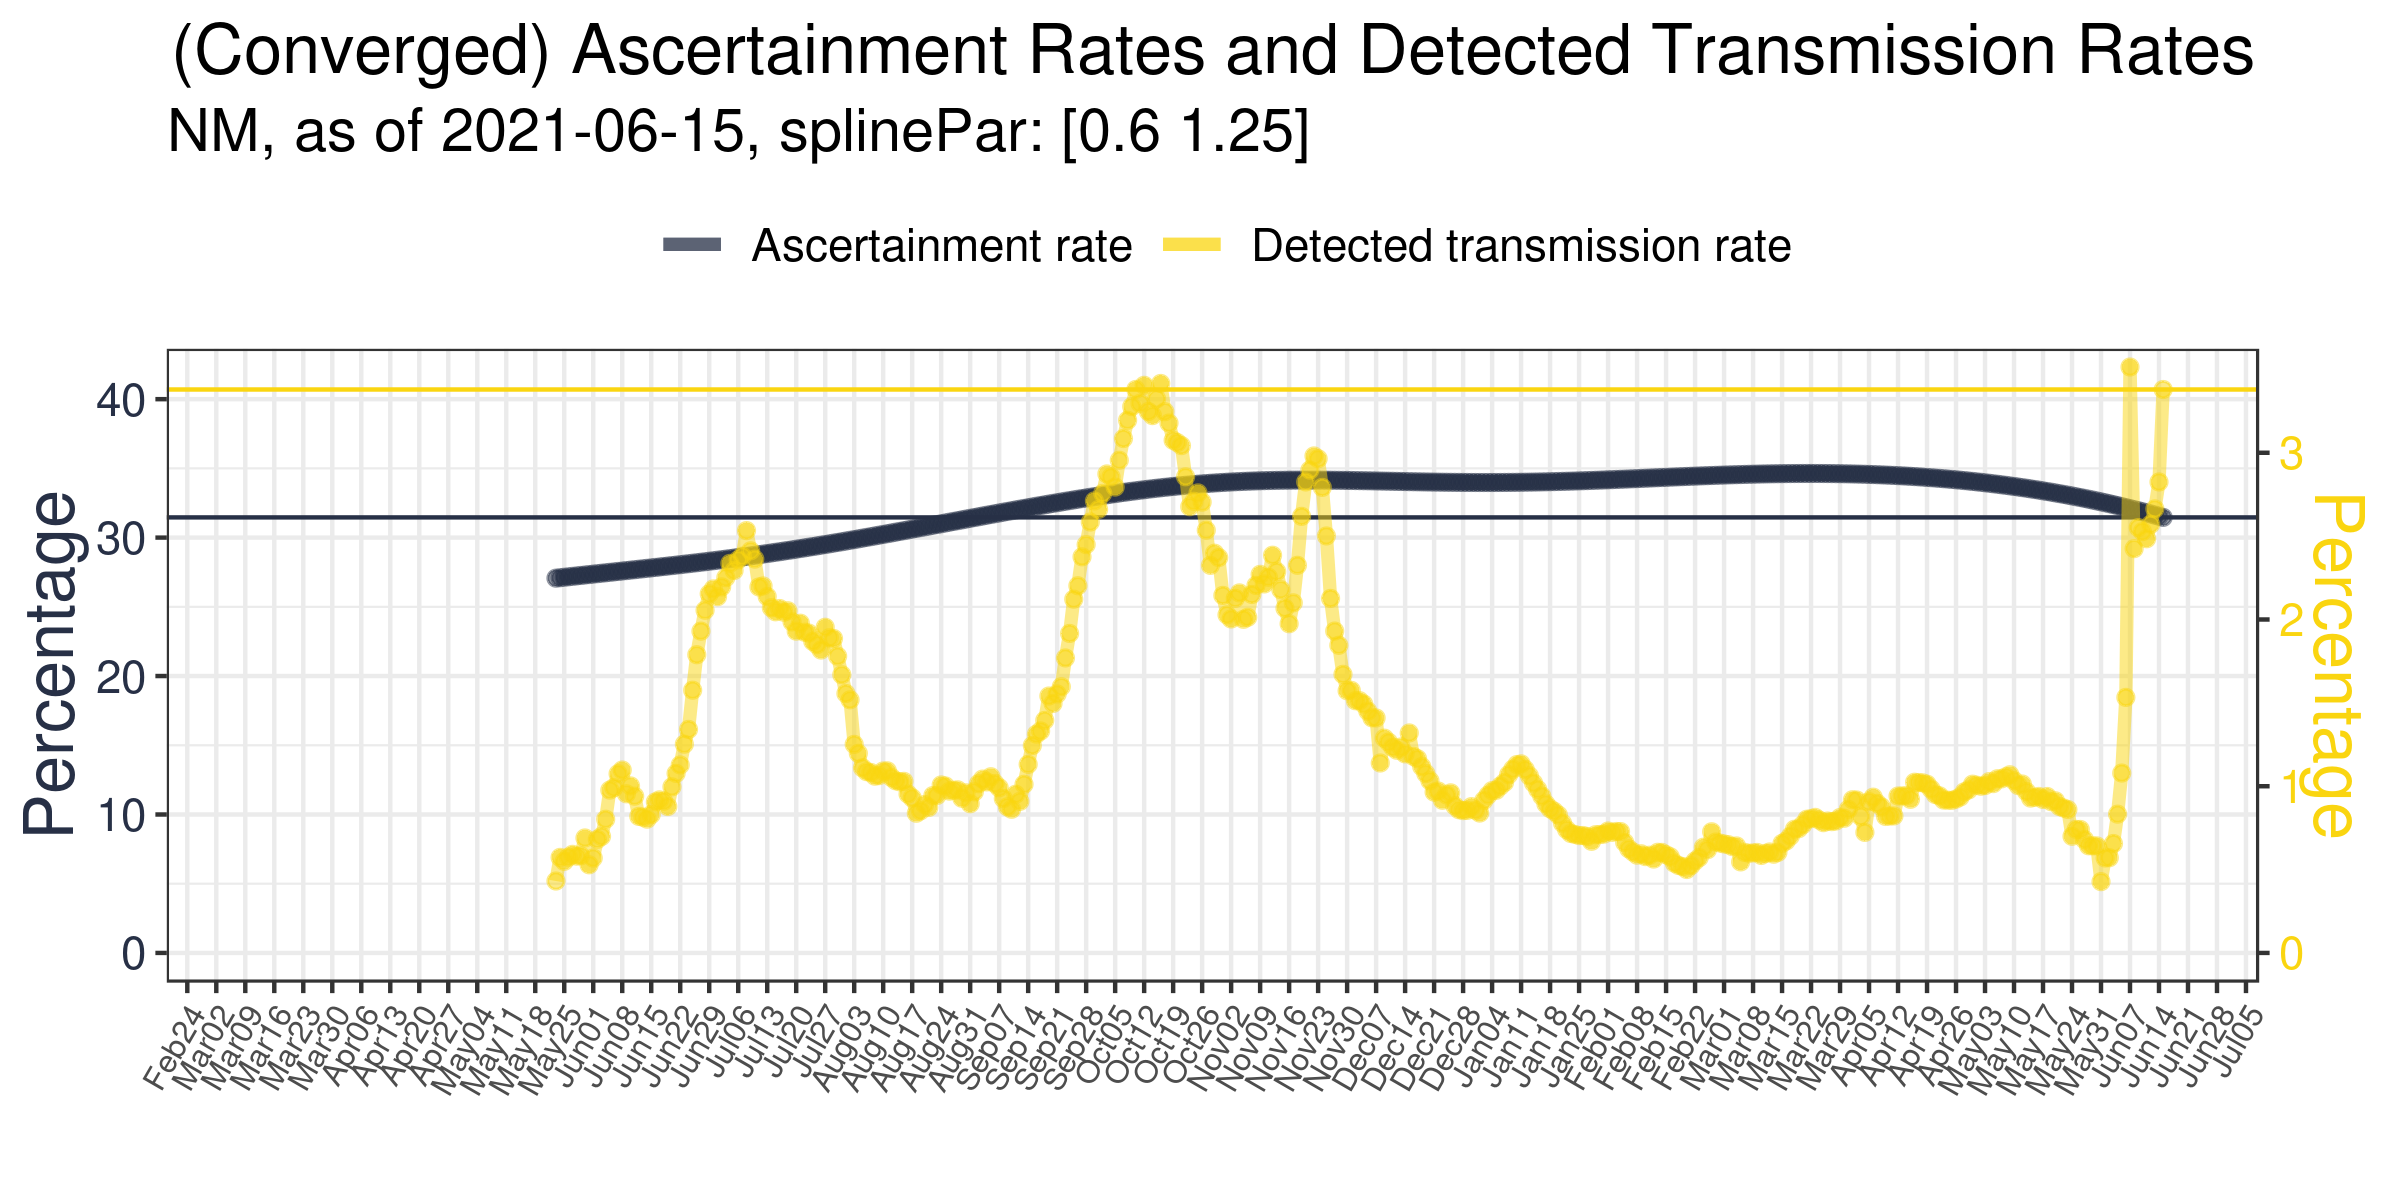 (Converged) Ascertainment Rates and Detected Transmission Rates
NM, as of 2021-06-15, splinePar: [0.6 1.25]
Ascertainment rate
Detected transmission rate
Percentage
40
30
20
10
0
3
2
1
0
Percentage
Feb24
Mar02
Mar09
Mar16
Mar23
Mar30
Apr06
Apr13
Apr20
Apr27
May04
May11
May18
May25
Jun01
Jun08
Jun15
Jun22
Jun29
Jul06
Jul13
Jul20
Jul27
Aug03
Aug10
Aug17
Aug24
Aug31
Sep07
Sep14
Sep21
Sep28
Oct05
Oct12
Oct19
Oct26
Nov02
Nov09
Nov16
Nov23
Nov30
Dec07
Dec14
Dec21
Dec28
Jan04
Jan11
Jan18
Jan25
Feb01
Feb08
Feb15
Feb22
Mar01
Mar08
Mar15
Mar22
Mar29
Apr05
Apr12
Apr19
Apr26
May03
May10
May17
May24
May31
Jun07
Jun14
Jun21
Jun28
Jul05